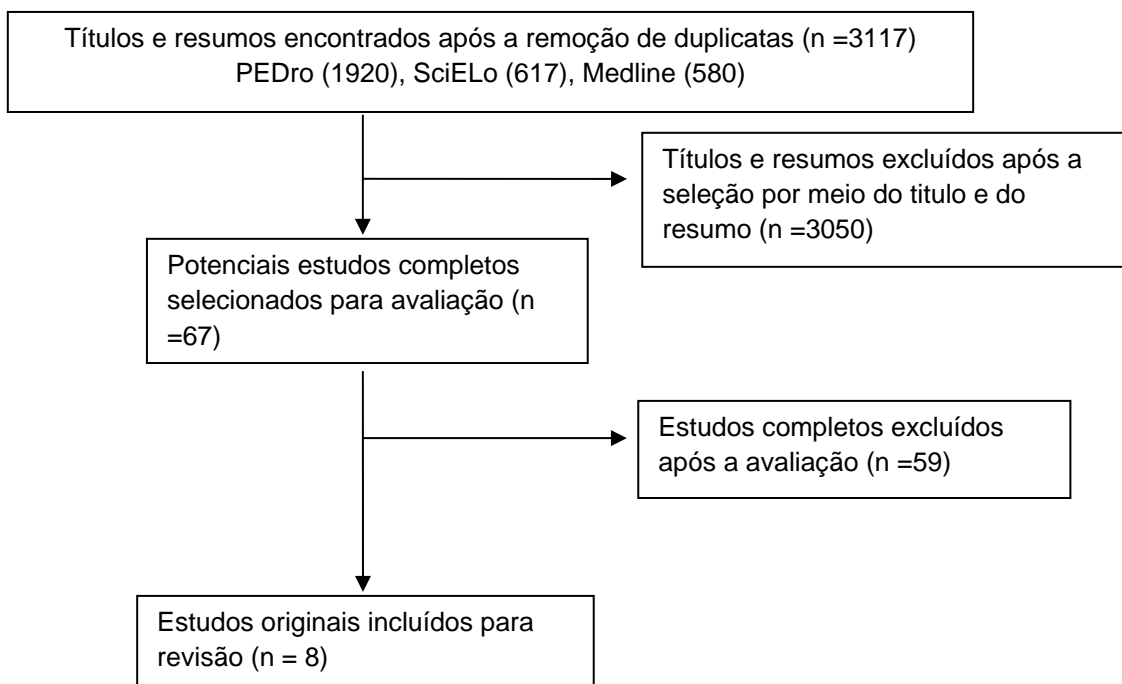 Títulos e resumos encontrados após a remoção de duplicatas (n =3117)
PEDro (1920), SciELo (617), Medline (580)
Títulos e resumos excluídos após a
seleção por meio do titulo e do
resumo (n =3050)
Potenciais estudos completos
selecionados para avaliação (n
=67)
Estudos completos excluídos
após a avaliação (n =59)
Estudos originais incluídos para
revisão (n = 8)